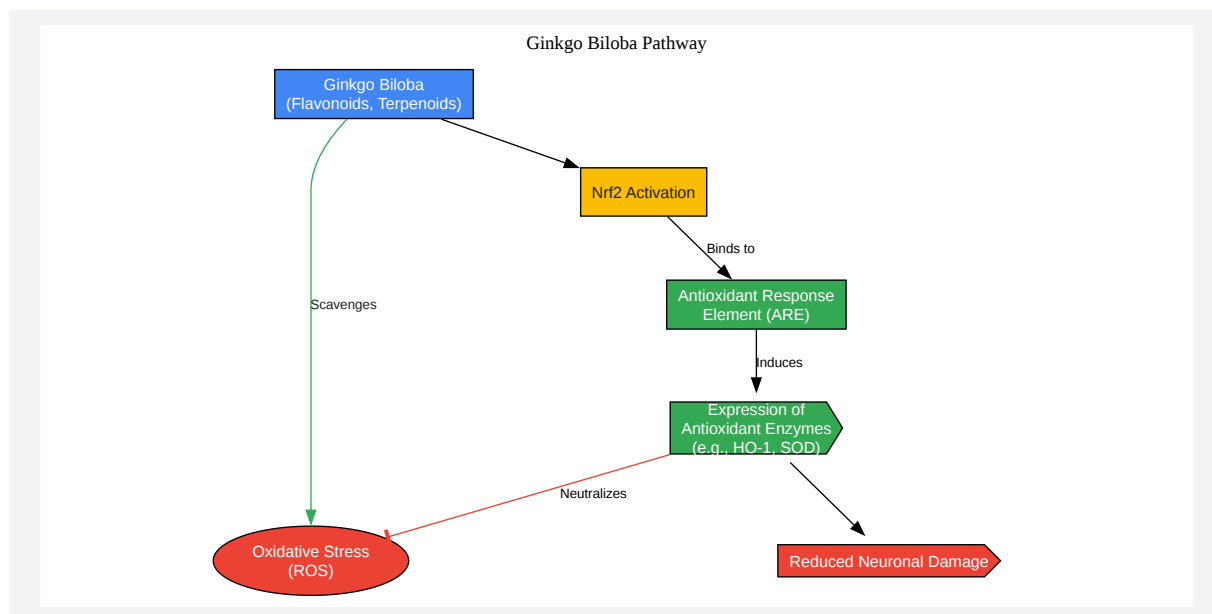 Ginkgo Biloba Pathway
Ginkgo Biloba
(Flavonoids, Terpenoids)
Nrf2 Activation
Binds to
Antioxidant Response
Element (ARE)
Scavenges
Induces
Expression of
Antioxidant Enzymes
(e.g., HO-1, SOD)
Neutralizes
Oxidative Stress
(ROS)
Reduced Neuronal Damage